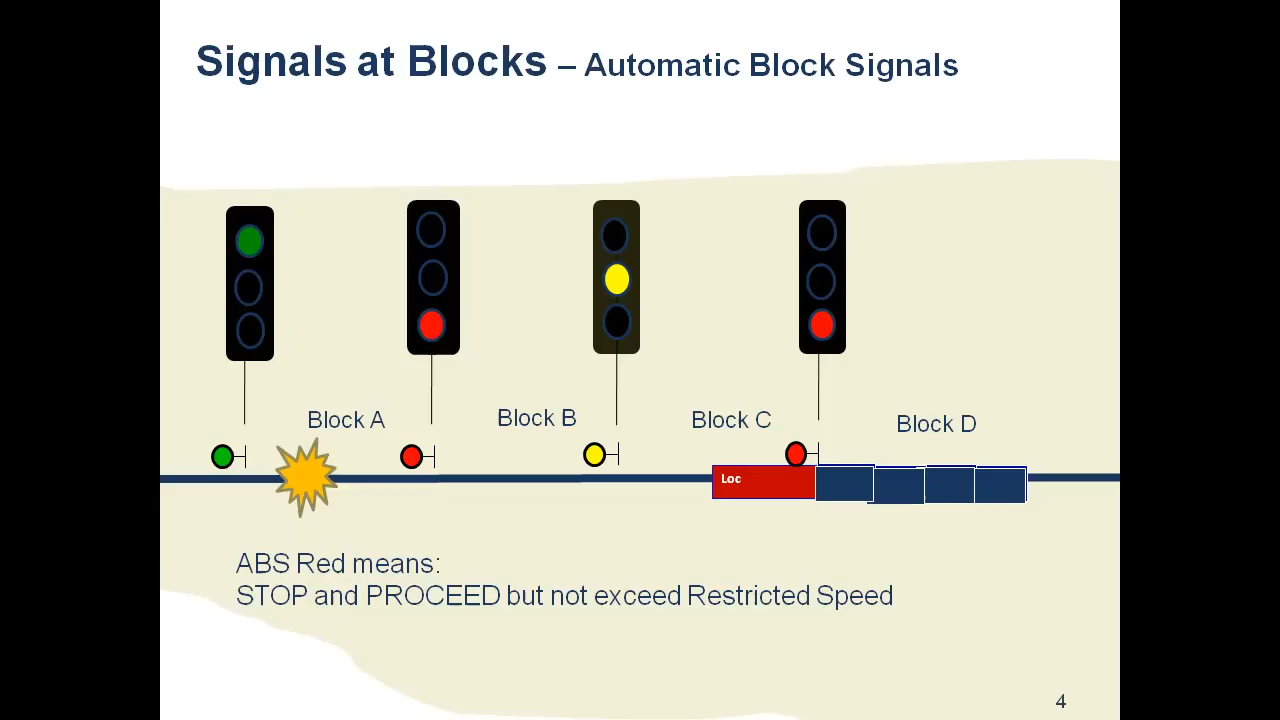 Signals at Blocks – Automatic Block Signals
Block A
Block B
Block C
Block D
Loc
ABS Red means:
STOP and PROCEED but not exceed Restricted Speed
4